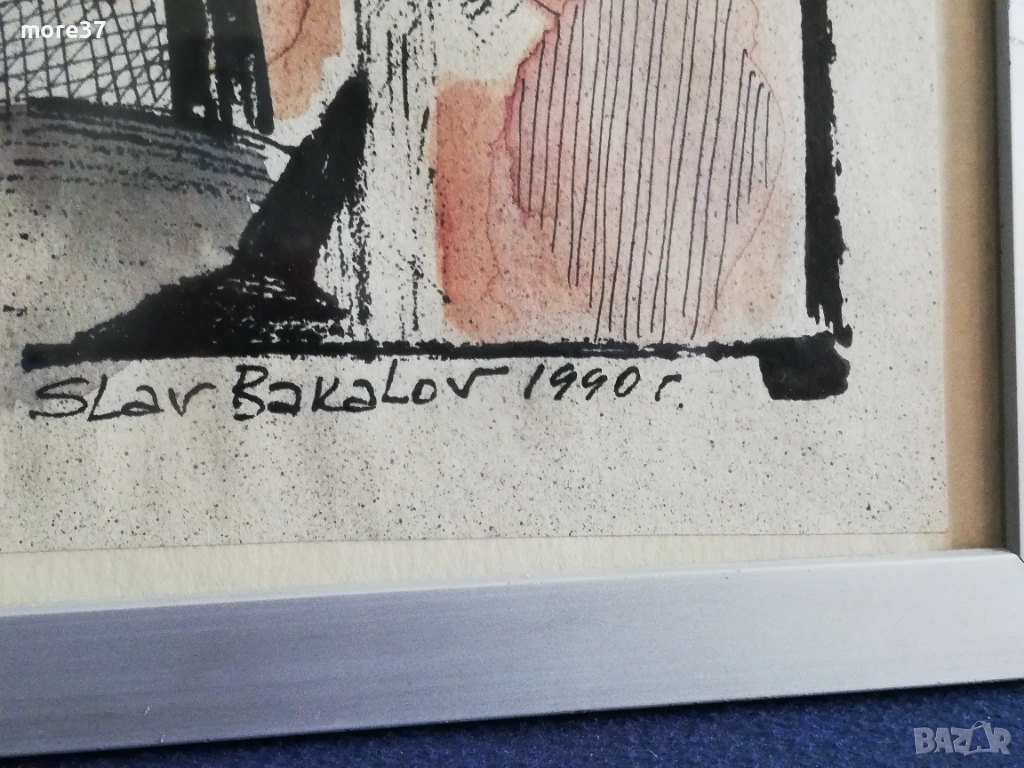 more37
SLav BakaLov 1990 г.
BAZAR